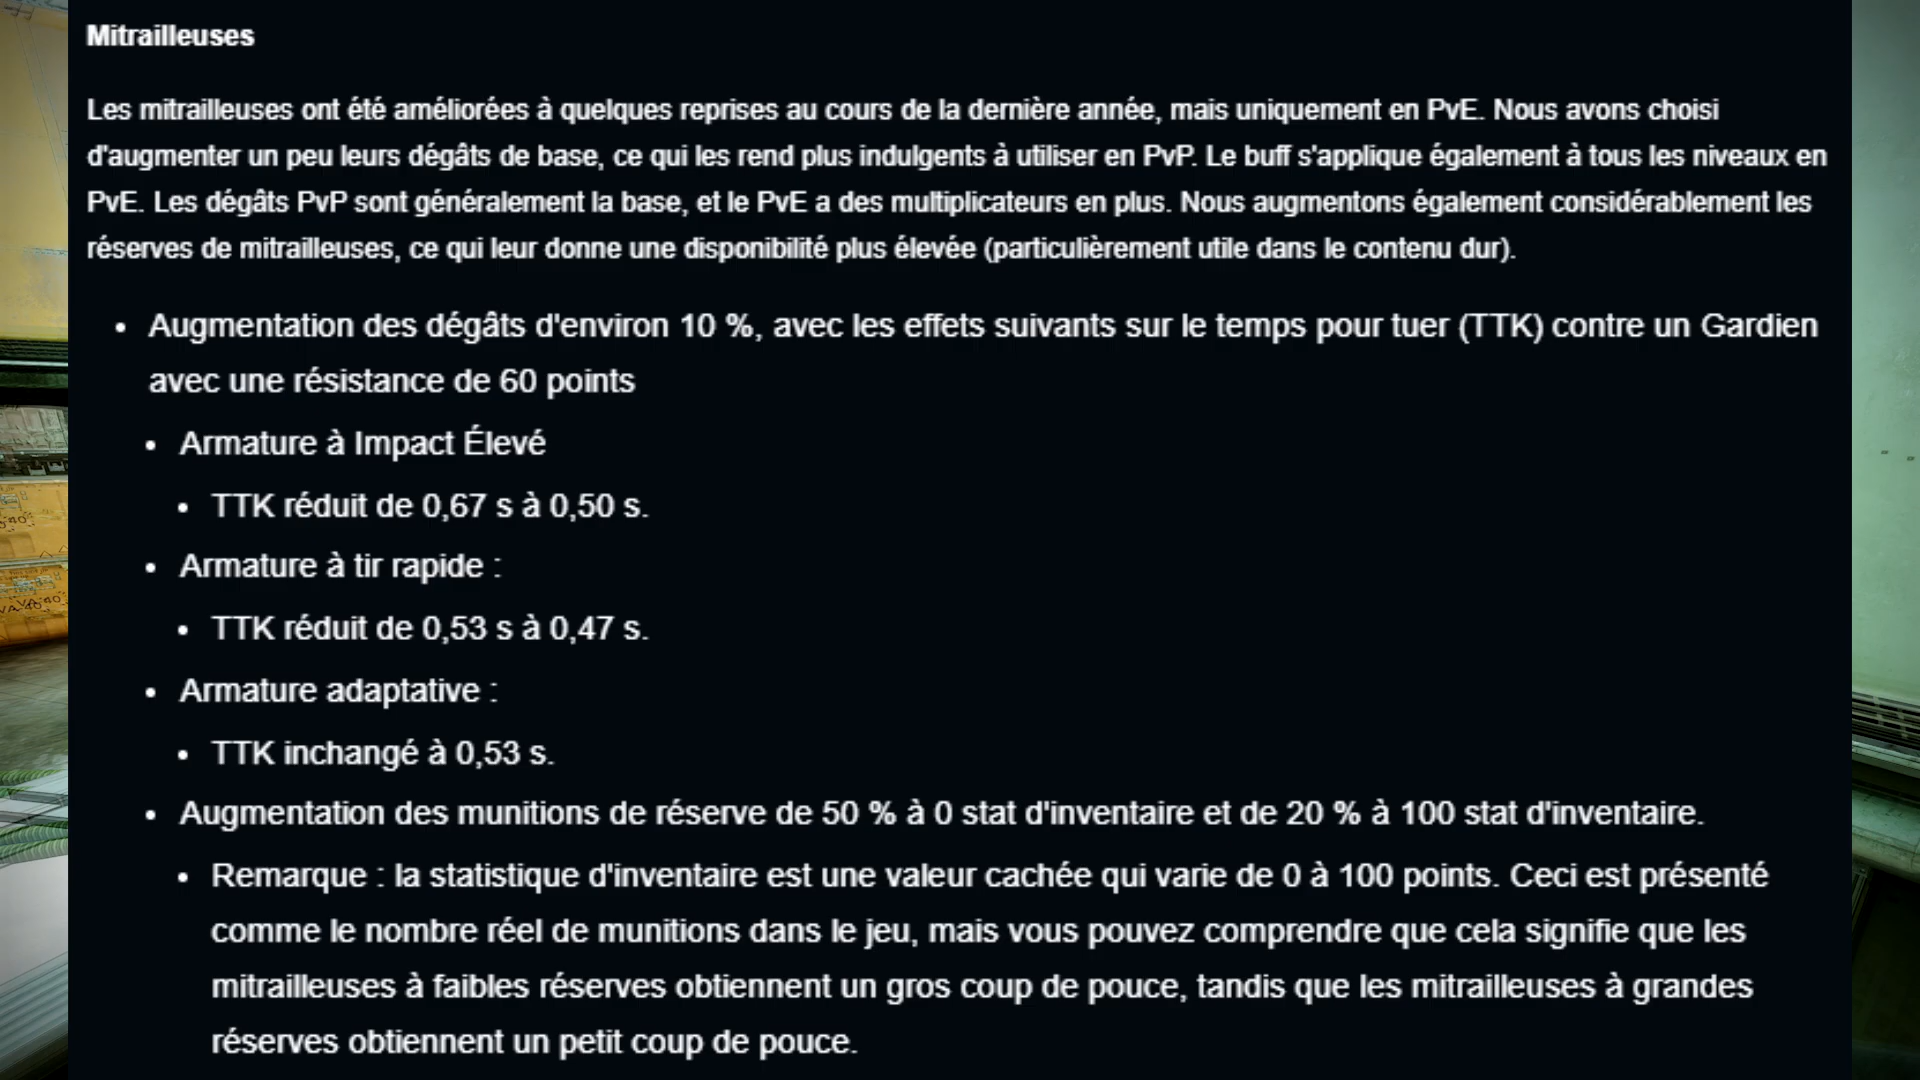 Mitrailleuses
Les mitrailleuses ont été améliorées à quelques reprises au cours de la dernière année, mais uniquement en PvE. Nous avons choisi
d'augmenter un peu leurs dégâts de base, ce qui les rend plus indulgents à utiliser en PvP. Le buff s'applique également à tous les niveaux en
PvE. Les dégâts PvP sont généralement la base, et le PvE a des multiplicateurs en plus. Nous augmentons également considérablement les
réserves de mitrailleuses, ce qui leur donne une disponibilité plus élevée (particulièrement utile dans le contenu dur).
• Augmentation des dégâts d'environ 10 %, avec les effets suivants sur le temps pour tuer (TTK) contre un Gardien
avec une résistance de 60 points
• Armature à Impact Élevé
• TTK réduit de 0,67 s à 0,50 s.
• Armature à tir rapide :
• TTK réduit de 0,53 s à 0,47 s.
• Armature adaptative :
• TTK inchangé à 0,53 s.
• Augmentation des munitions de réserve de 50 % à 0 stat d'inventaire et de 20 % à 100 stat d'inventaire.
• Remarque : la statistique d'inventaire est une valeur cachée qui varie de 0 à 100 points. Ceci est présenté
comme le nombre réel de munitions dans le jeu, mais vous pouvez comprendre que cela signifie que les
mitrailleuses à faibles réserves obtiennent un gros coup de pouce, tandis que les mitrailleuses à grandes
réserves obtiennent un petit coup de pouce.